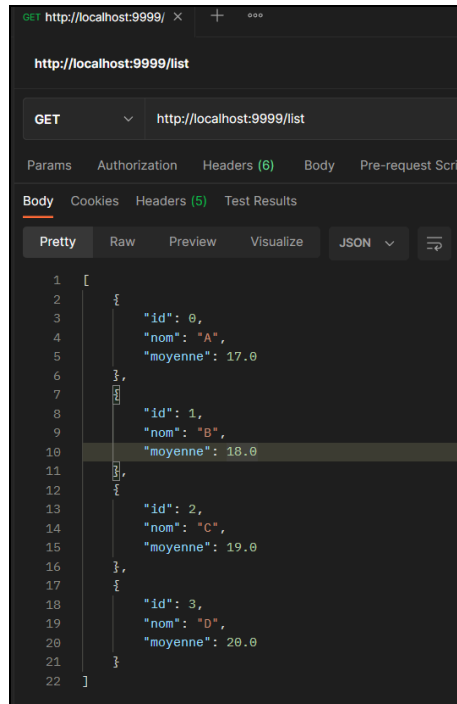 GET http://localhost:9999/ × + ooo
http://localhost:9999/list
GET http://localhost:9999/list
Params Authorization Headers (6) Body Pre-request Scri
Body Cookies Headers (5) Test Results
Pretty Raw Preview Visualize JSON
1 [
2 {
3 "id": 0,
4 "nom": "A",
5 "moyenne": 17.0
6 },
7 {
8 "id": 1,
9 "nom": "B",
10 "moyenne": 18.0
11 },
12 {
13 "id": 2,
14 "nom": "C",
15 "moyenne": 19.0
16 },
17 {
18 "id": 3,
19 "nom": "D",
20 "moyenne": 20.0
21 }
22 ]